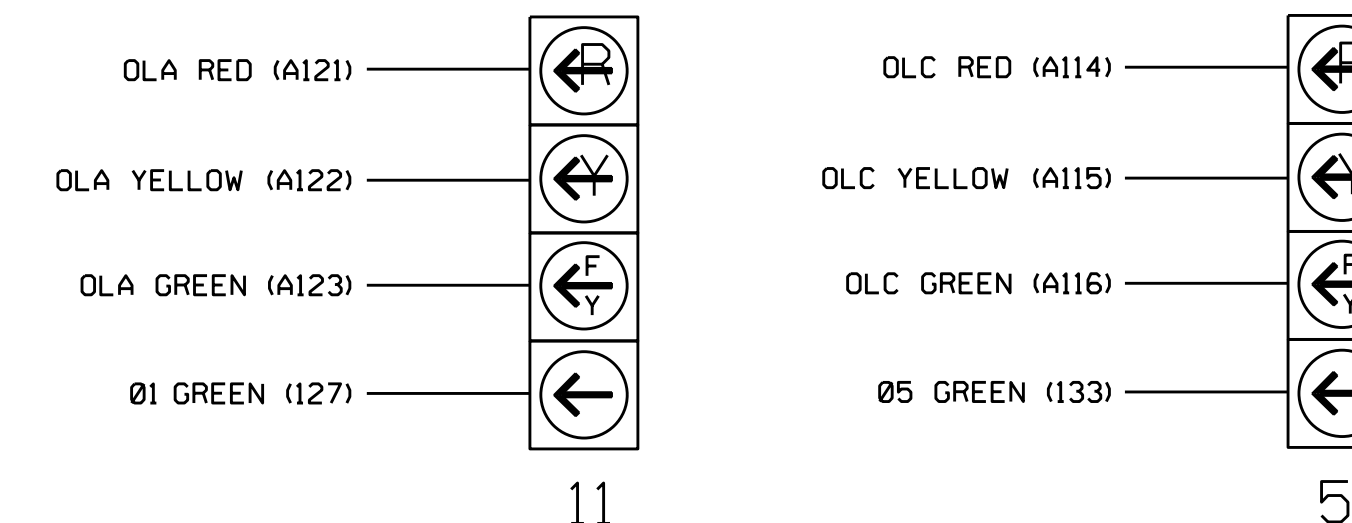 OLA RED (A121)
R
OLA YELLOW (A122)
Y
OLA GREEN (A123)
F
Y
Ø1 GREEN (127)
11
OLC RED (A114)
OLC YELLOW (A115)
OLC GREEN (A116)
Ø5 GREEN (133)
5